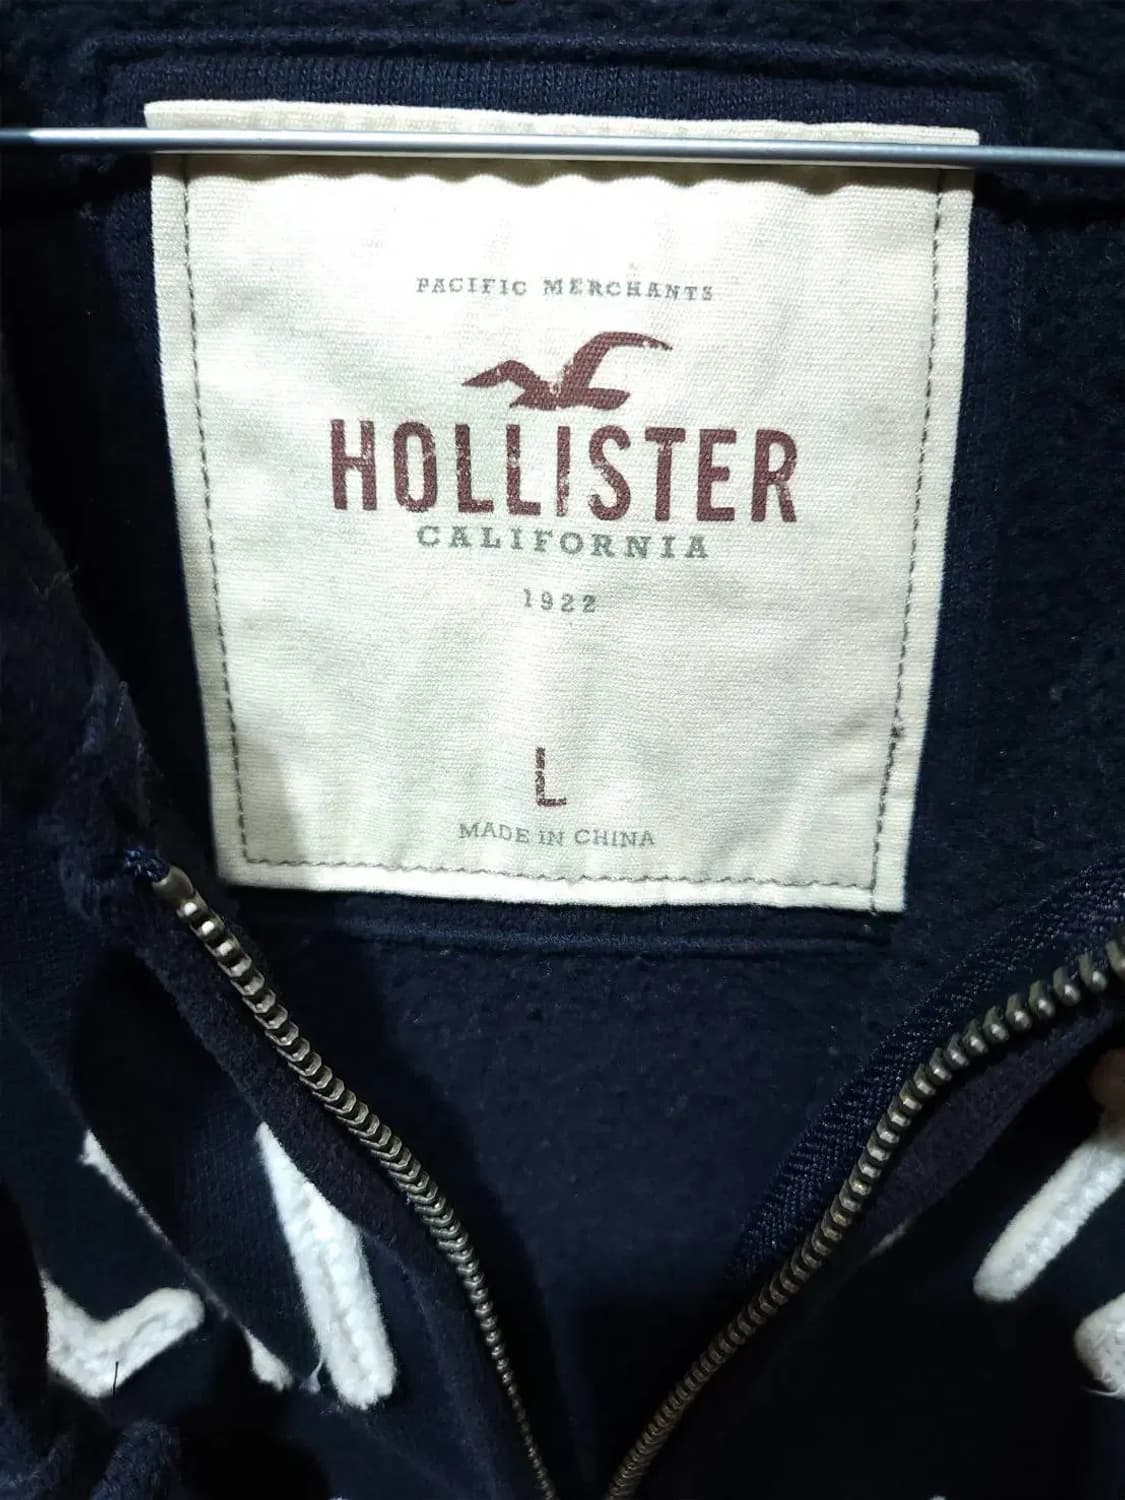 PACIFIC MERCHANTS
HOLLISTER
CALIFORNIA
1922
L
MADE IN CHINA